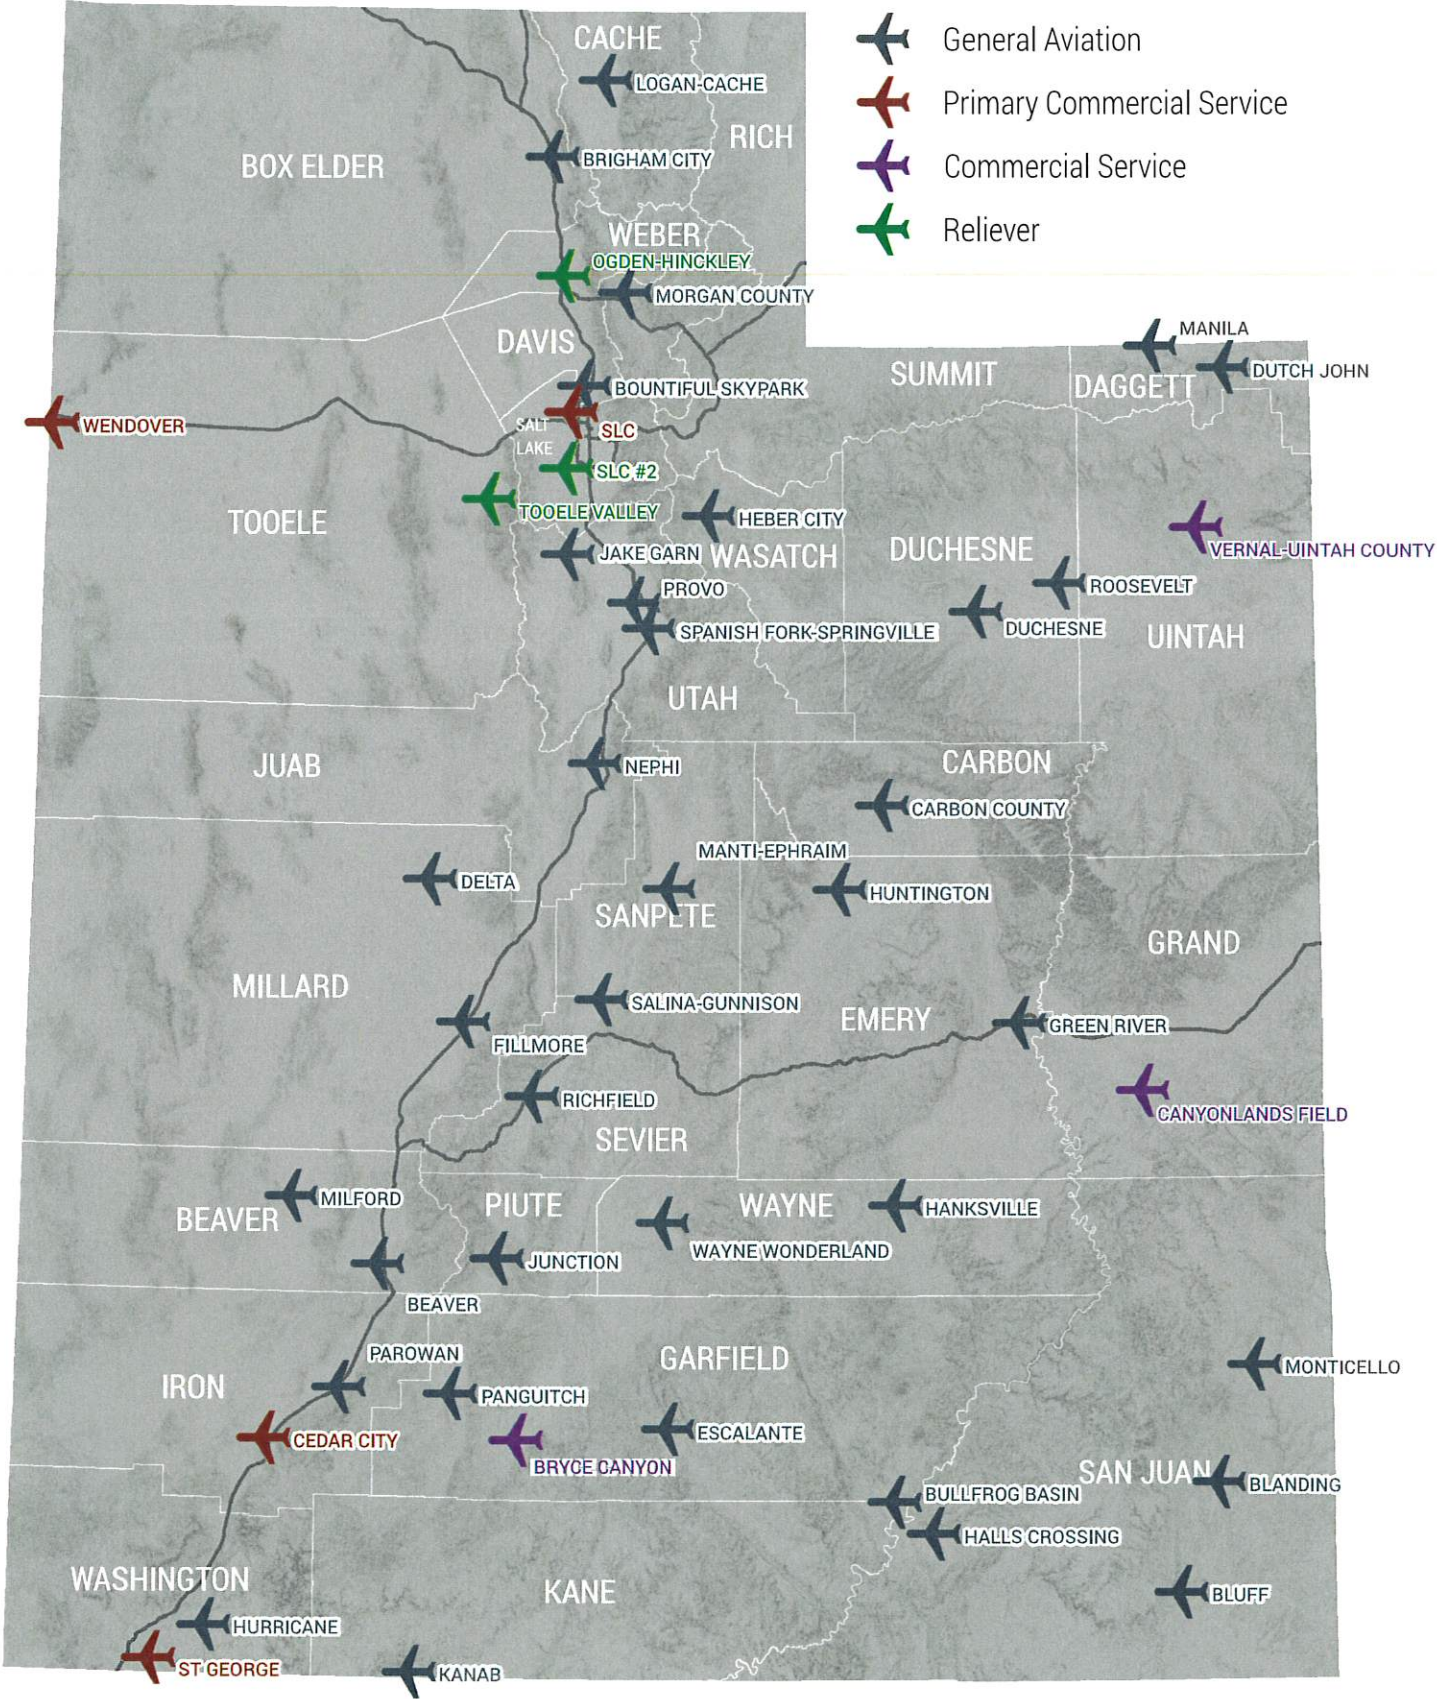 General Aviation
Primary Commercial Service
Commercial Service
Reliever
CACHE
LOGAN-CACHE
RICH
BRIGHAM CITY
BOX ELDER
WEBER
OGDEN-HINCKLEY
MORGAN COUNTY
MANILA
DAVIS
DUTCH JOHN
SUMMIT
DAGGETT
BOUNTIFUL SKYPARK
WENDOVER
SALT
LAKE
SLC
SLC #2
TOOELE VALLEY
HEBER CITY
TOOELE
JAKE GARN
WASATCH
DUCHESNE
VERNAL-UINTAH COUNTY
PROVO
ROOSEVELT
SPANISH FORK-SPRINGVILLE
DUCHESNE
UINTAH
UTAH
JUAB
NEPHI
CARBON
CARBON COUNTY
MANTI-EPHRAIM
DELTA
HUNTINGTON
SANPETE
GRAND
MILLARD
SALINA-GUNNISON
EMERY
GREEN RIVER
FILLMORE
RICHFIELD
CANYONLANDS FIELD
SEVIER
MILFORD
BEAVER
PIUTE
WAYNE
HANKSVILLE
WAYNE WONDERLAND
JUNCTION
BEAVER
PAROWAN
GARFIELD
MONTICELLO
IRON
PANGUITCH
CEDAR CITY
ESCALANTE
BRYCE CANYON
SAN JUAN
BLANDING
BULLFROG BASIN
HALLS CROSSING
WASHINGTON
KANE
BLUFF
HURRICANE
ST GEORGE
KANAB